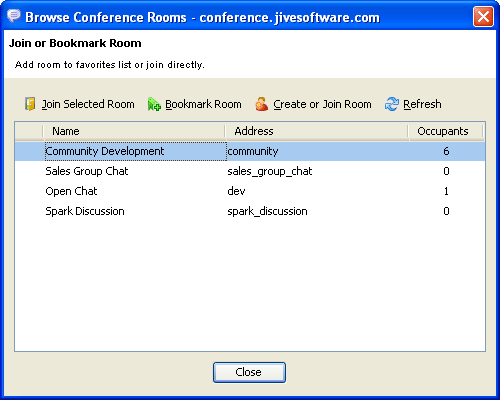 Browse Conference Rooms - conference.jivesoftware.com
Join or Bookmark Room
Add room to favorites list or join directly.
Join Selected Room Bookmark Room Create or Join Room Refresh
Name Address Occupants
Community Development community 6
Sales Group Chat sales_group_chat 0
Open Chat dev 1
Spark Discussion spark_discussion 0
Close